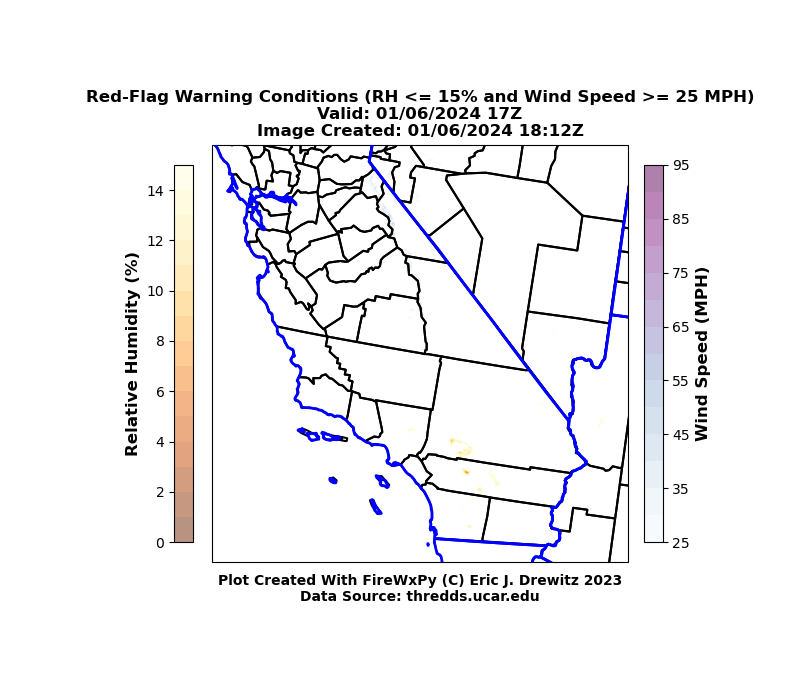 Red-Flag Warning Conditions (RH <= 15% and Wind Speed >= 25 MPH)
Valid: 01/06/2024 17Z
Image Created: 01/06/2024 18:12Z
Relative Humidity (%)
14
12
10
8
6
4
2
0
95
85
75
65
55
45
35
25
Wind Speed (MPH)
Plot Created With FireWxPy (C) Eric J. Drewitz 2023
Data Source: thredds.ucar.edu